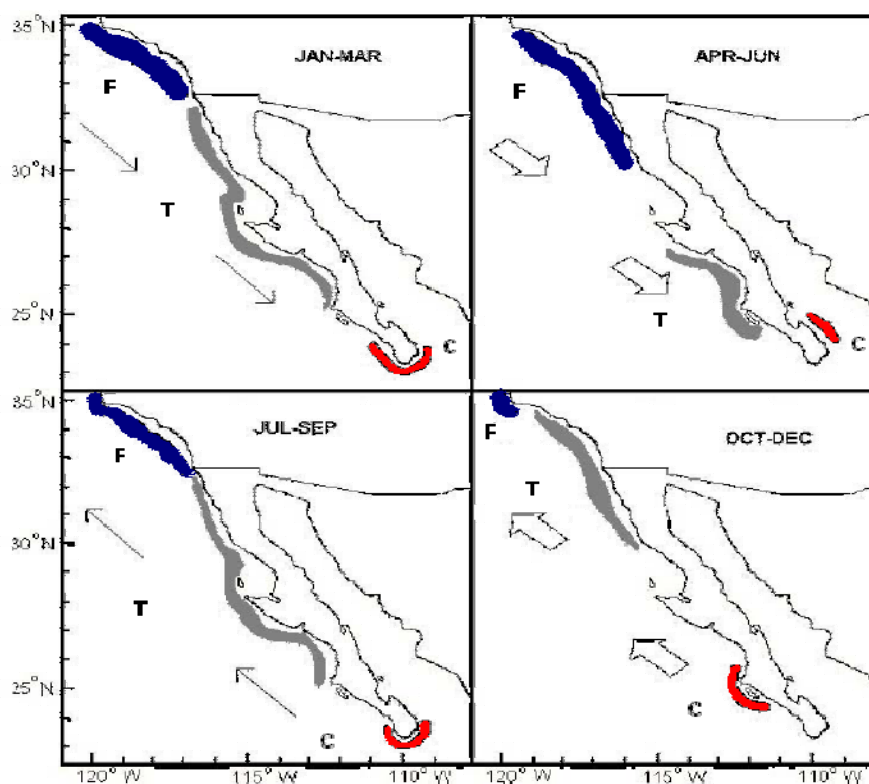 35°N
JAN-MAR
APR-JUN
F
F
30°N
T
T
25°N
C
C
35°N
JUL-SEP
OCT-DEC
F
F
T
30°N
T
25°N
C
C
120° W
115° W
110° W
120° W
115° W
110° W